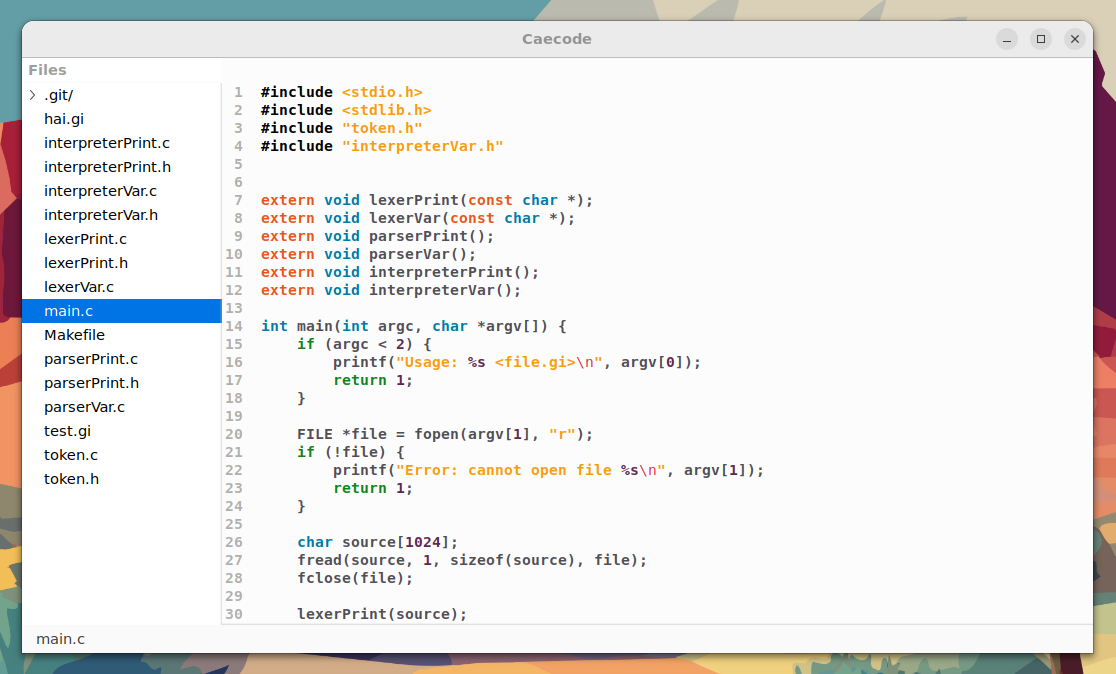 Caecode
Files
.git/
hai.gi
interpreterPrint.c
interpreterPrint.h
interpreterVar.c
interpreterVar.h
lexerPrint.c
lexerPrint.h
lexerVar.c
main.c
Makefile
parserPrint.c
parserPrint.h
parserVar.c
test.gi
token.c
token.h
1 #include <stdio.h>
2 #include <stdlib.h>
3 #include "token.h"
4 #include "interpreterVar.h"
5
6
7 extern void lexerPrint(const char *);
8 extern void lexerVar(const char *);
9 extern void parserPrint();
10 extern void parserVar();
11 extern void interpreterPrint();
12 extern void interpreterVar();
13
14 int main(int argc, char *argv[]) {
15     if (argc < 2) {
16         printf("Usage: %s <file.gi>\n", argv[0]);
17         return 1;
18     }
19
20     FILE *file = fopen(argv[1], "r");
21     if (!file) {
22         printf("Error: cannot open file %s\n", argv[1]);
23         return 1;
24     }
25
26     char source[1024];
27     fread(source, 1, sizeof(source), file);
28     fclose(file);
29
30     lexerPrint(source);
main.c